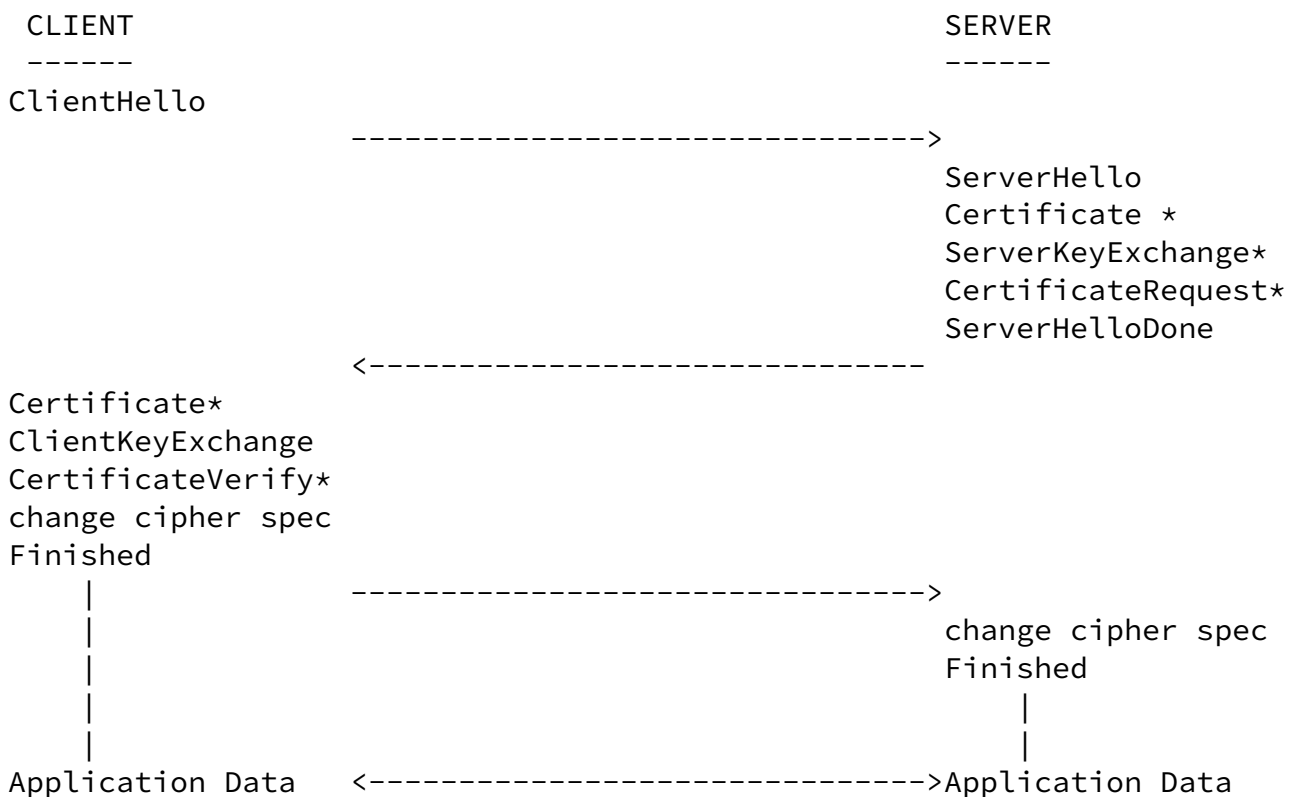 CLIENT                                             SERVER
------                                             ------
ClientHello
-------------------------------->
ServerHello
Certificate *
ServerKeyExchange*
CertificateRequest*
ServerHelloDone
<-------------------------------
Certificate*
ClientKeyExchange
CertificateVerify*
change cipher spec
Finished
|              -------------------------------->
|                                              change cipher spec
|                                              Finished
|                                                  |
|                                                  |
Application Data   <------------------------------->Application Data